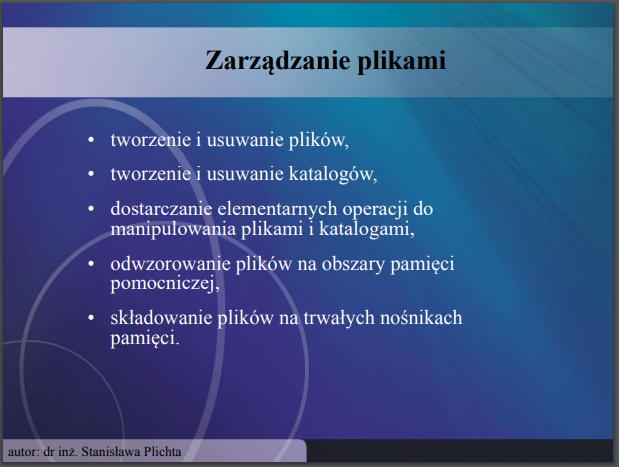 Zarządzanie plikami
• tworzenie i usuwanie plików,
• tworzenie i usuwanie katalogów,
• dostarczanie elementarnych operacji do
manipulowania plikami i katalogami,
• odwzorowanie plików na obszary pamięci
pomocniczej,
• składowanie plików na trwałych nośnikach
pamięci.
autor: dr inż. Stanisława Plichta